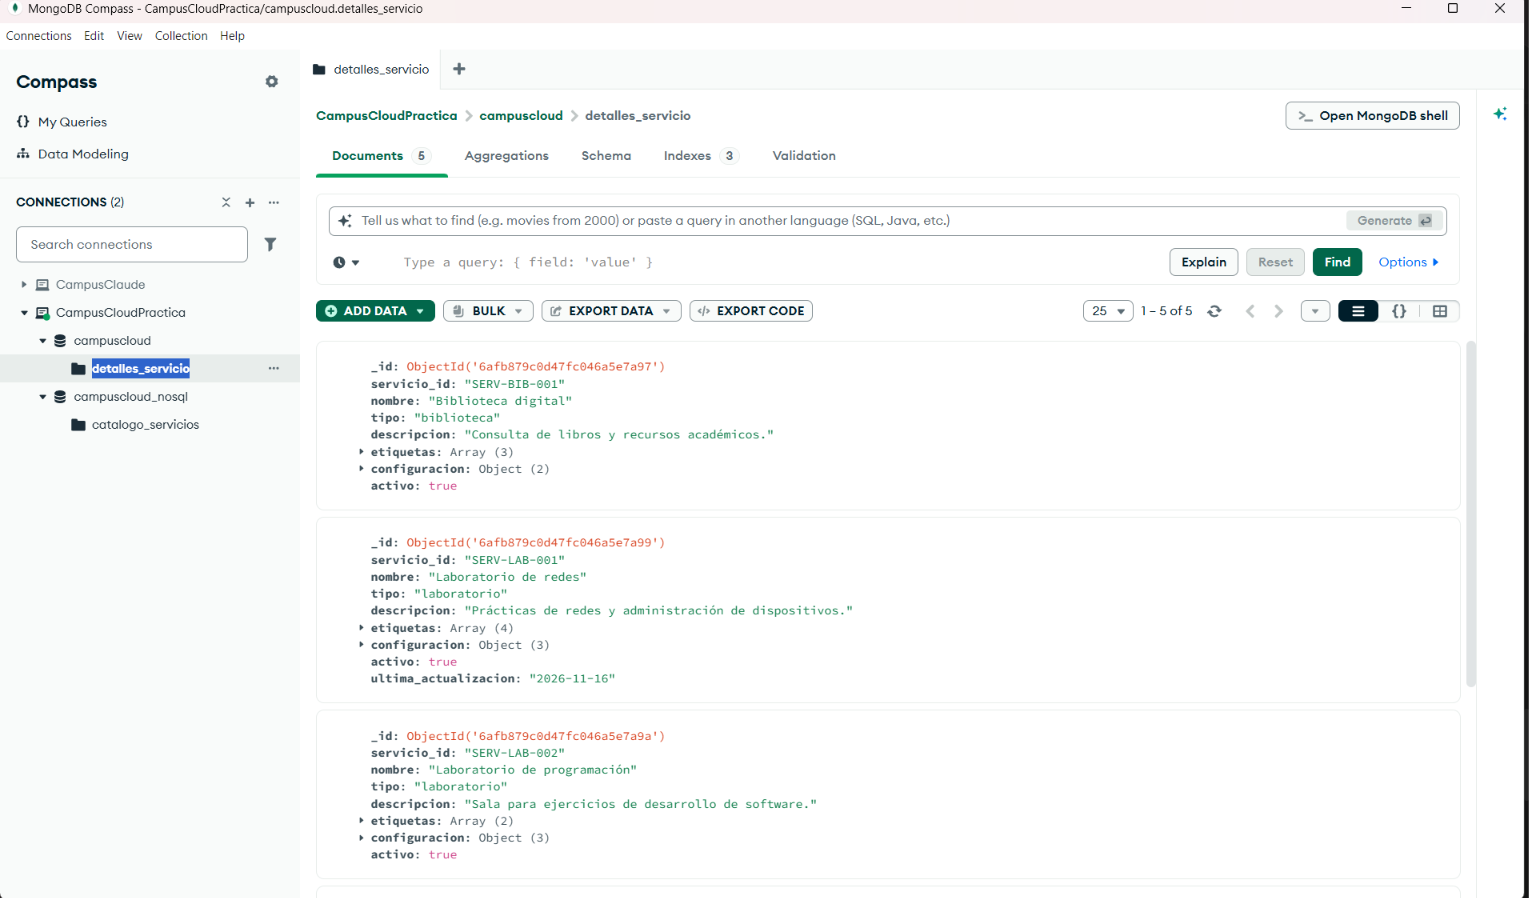 MongoDB Compass - CampusCloudPractica/campuscloud.detalles_servicio
Connections Edit View Collection Help
Compass
My Queries
Data Modeling
CONNECTIONS (2)
Search connections
CampusClaude
CampusCloudPractica
campuscloud
detalles_servicio
campuscloud_nosql
catalogo_servicios
detalles_servicio
CampusCloudPractica > campuscloud > detalles_servicio
>_ Open MongoDB shell
Documents 5 Aggregations Schema Indexes 3 Validation
Tell us what to find (e.g. movies from 2000) or paste a query in another language (SQL, Java, etc.) Generate
Type a query: { field: 'value' } Explain Reset Find Options
ADD DATA BULK EXPORT DATA EXPORT CODE 25 1 – 5 of 5
_id: ObjectId('6afb879c0d47fc046a5e7a97')
servicio_id: "SERV-BIB-001"
nombre: "Biblioteca digital"
tipo: "biblioteca"
descripcion: "Consulta de libros y recursos académicos."
etiquetas: Array (3)
configuracion: Object (2)
activo: true
_id: ObjectId('6afb879c0d47fc046a5e7a99')
servicio_id: "SERV-LAB-001"
nombre: "Laboratorio de redes"
tipo: "laboratorio"
descripcion: "Prácticas de redes y administración de dispositivos."
etiquetas: Array (4)
configuracion: Object (3)
activo: true
ultima_actualizacion: "2026-11-16"
_id: ObjectId('6afb879c0d47fc046a5e7a9a')
servicio_id: "SERV-LAB-002"
nombre: "Laboratorio de programación"
tipo: "laboratorio"
descripcion: "Sala para ejercicios de desarrollo de software."
etiquetas: Array (2)
configuracion: Object (3)
activo: true